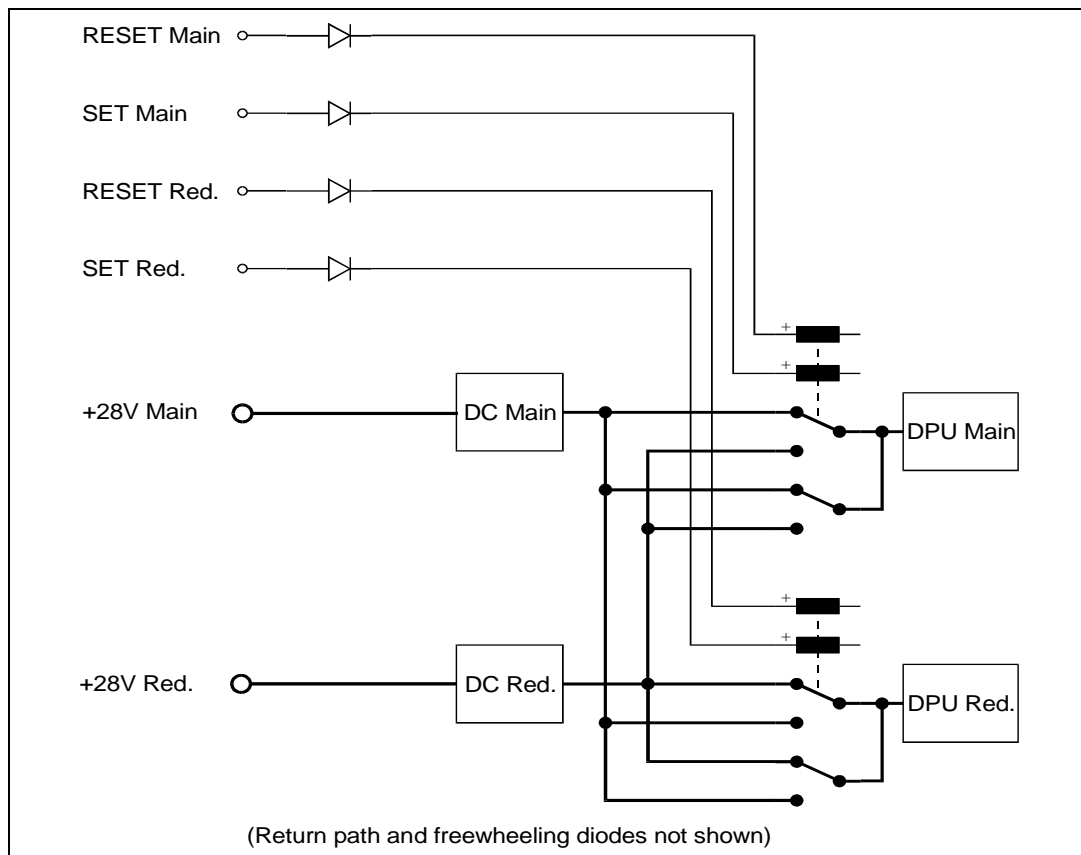 RESET Main
SET Main
RESET Red.
SET Red.
+
+
+28V Main
DC Main
DPU Main
+
+
+28V Red.
DC Red.
DPU Red.
(Return path and freewheeling diodes not shown)